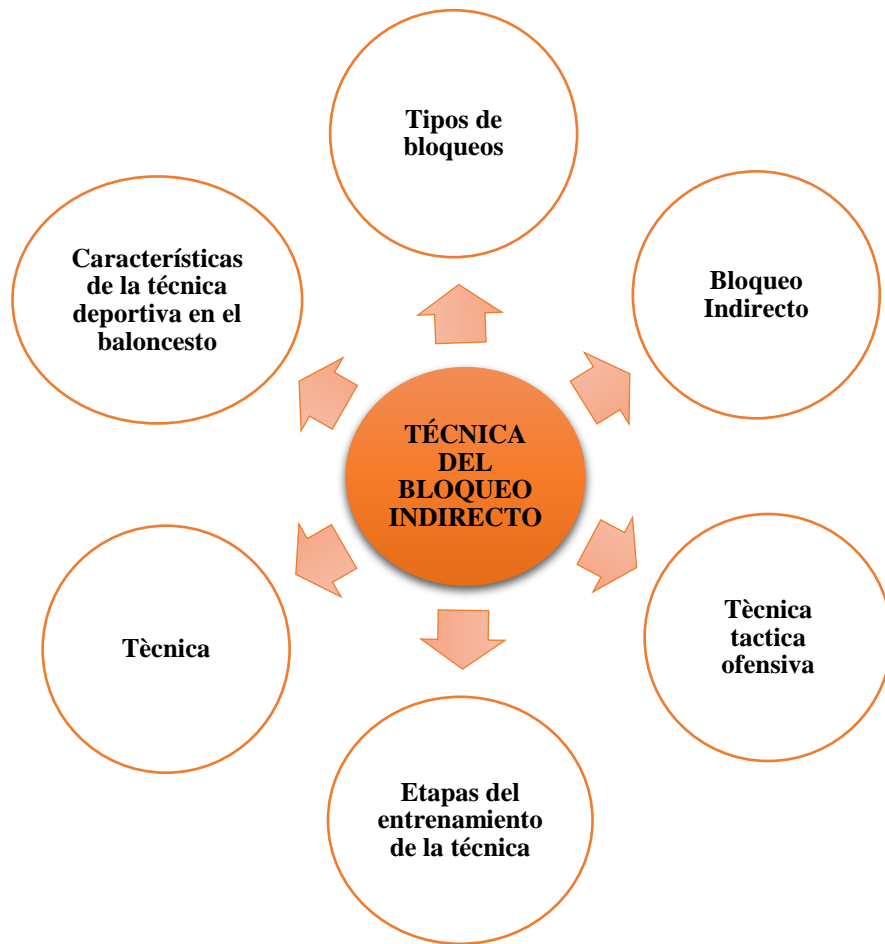 Tipos de
bloqueos
Bloqueo
Indirecto
Tècnica
tactica
ofensiva
Etapas del
entrenamiento
de la técnica
Tècnica
Característícas
de la técnica
deportiva en el
baloncesto
TÉCNICA
DEL
BLOQUEO
INDIRECTO